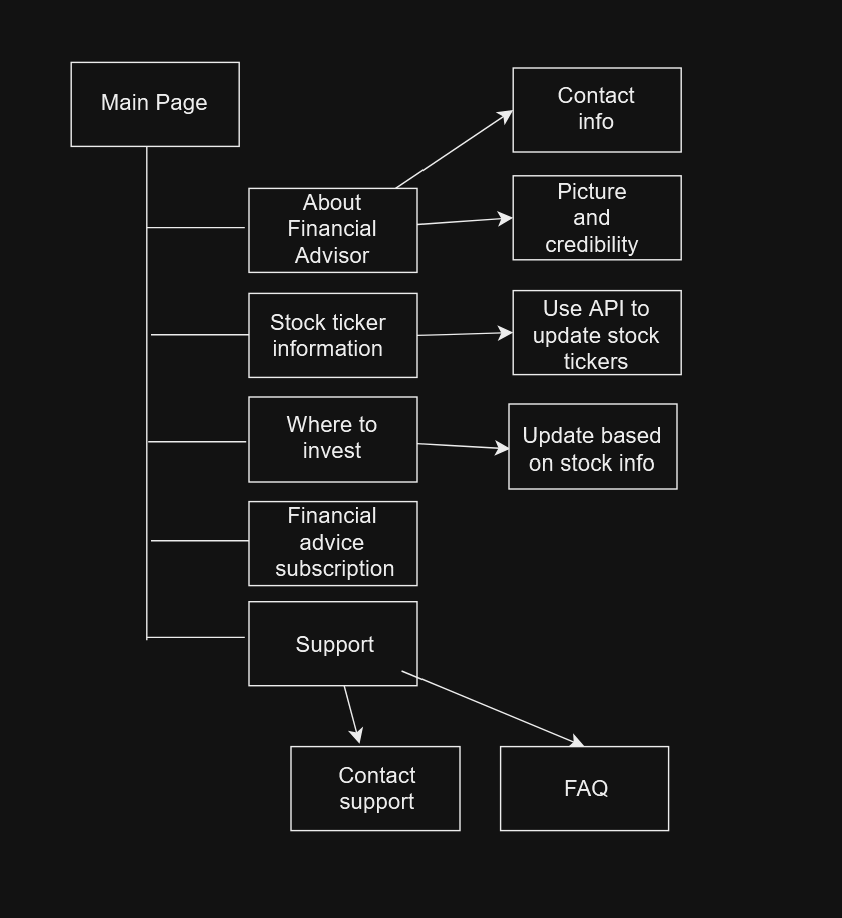 Main Page
Contact
info
About
Financial
Advisor
Picture
and
credibility
Stock ticker
information
Use API to
update stock
tickers
Where to
invest
Update based
on stock info
Financial
advice
subscription
Support
Contact
support
FAQ